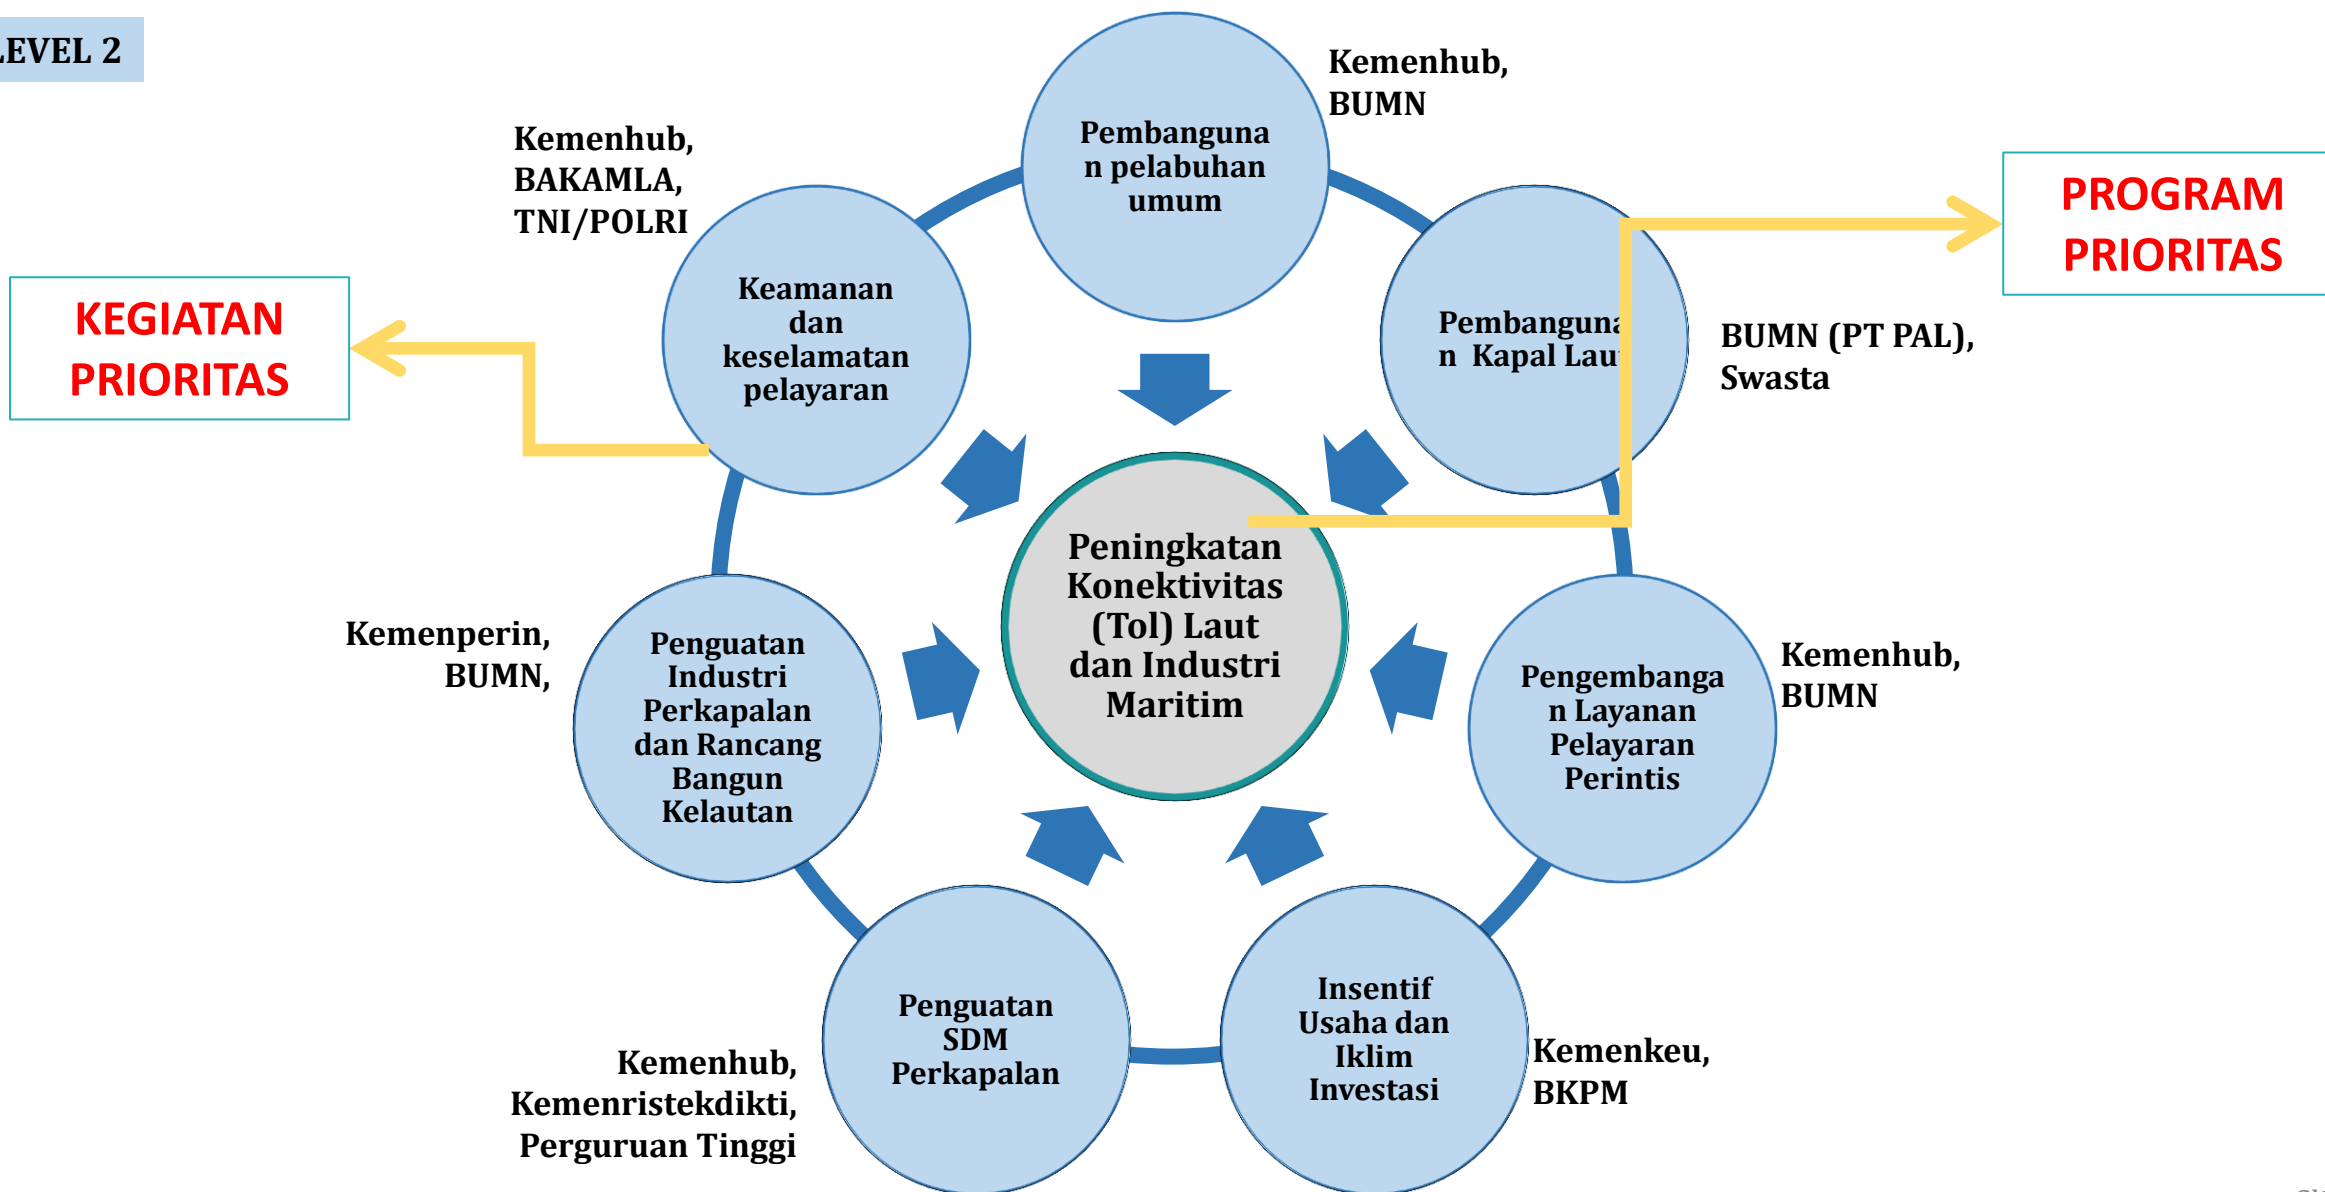 LEVEL 2
Kemenhub,
BUMN
Pembanguna
n pelabuhan
umum
Kemenhub,
BAKAMLA,
TNI/POLRI
PROGRAM
PRIORITAS
Keamanan
dan
keselamatan
pelayaran
KEGIATAN
PRIORITAS
Pembanguna
n Kapal Laut
BUMN (PT PAL),
Swasta
Peningkatan
Konektivitas
(Tol) Laut
dan Industri
Maritim
Kemenperin,
BUMN,
Penguatan
Industri
Perkapalan
dan Rancang
Bangun
Kelautan
Pengembanga
n Layanan
Pelayaran
Perintis
Kemenhub,
BUMN
Penguatan
SDM
Perkapalan
Kemenhub,
Kemenristekdikti,
Perguruan Tinggi
Insentif
Usaha dan
Iklim
Investasi
Kemenkeu,
BKPM